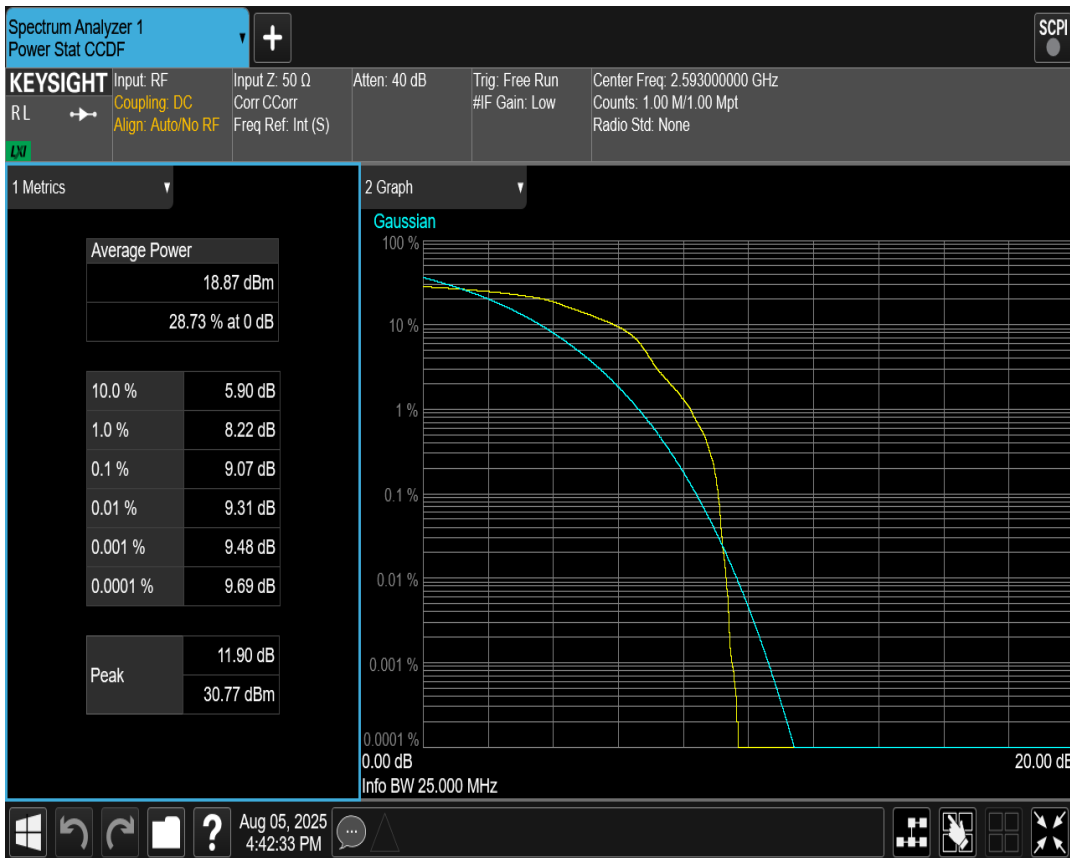 Spectrum Analyzer 1
Power Stat CCDF
SCPI
KEYSIGHT
RL
LXI
Input: RF
Coupling: DC
Align: Auto/No RF
Input Z: 50 Ω
Corr CCorr
Freq Ref: Int (S)
Atten: 40 dB
Trig: Free Run
#IF Gain: Low
Center Freq: 2.593000000 GHz
Counts: 1.00 M/1.00 Mpt
Radio Std: None
1 Metrics
Average Power
18.87 dBm
28.73 % at 0 dB
10.0 % 5.90 dB
1.0 % 8.22 dB
0.1 % 9.07 dB
0.01 % 9.31 dB
0.001 % 9.48 dB
0.0001 % 9.69 dB
Peak
11.90 dB
30.77 dBm
2 Graph
Gaussian
100 %
10 %
1 %
0.1 %
0.01 %
0.001 %
0.0001 %
0.00 dB 20.00 dB
Info BW 25.000 MHz
Aug 05, 2025
4:42:33 PM